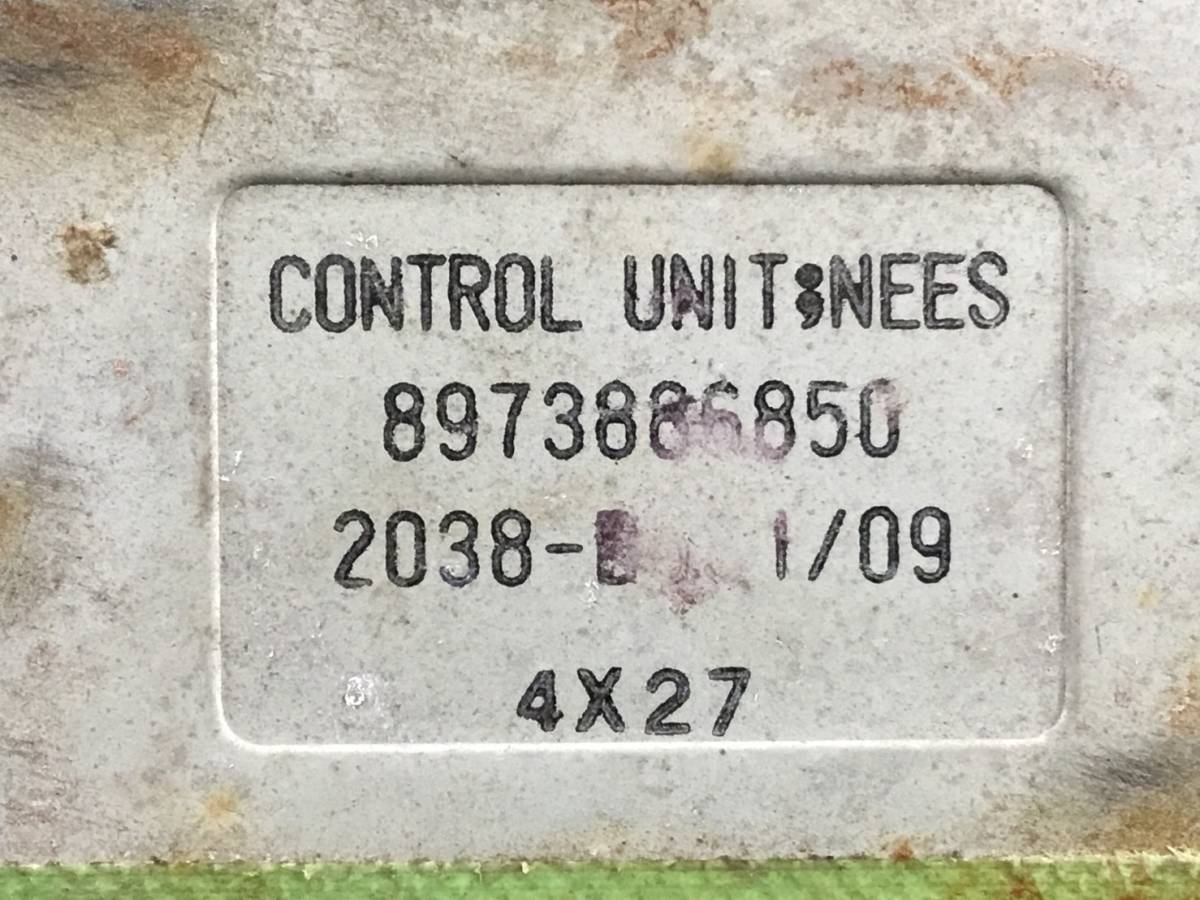 CONTROL UNIT;NEES
8973886850
2038-
/09
4X27